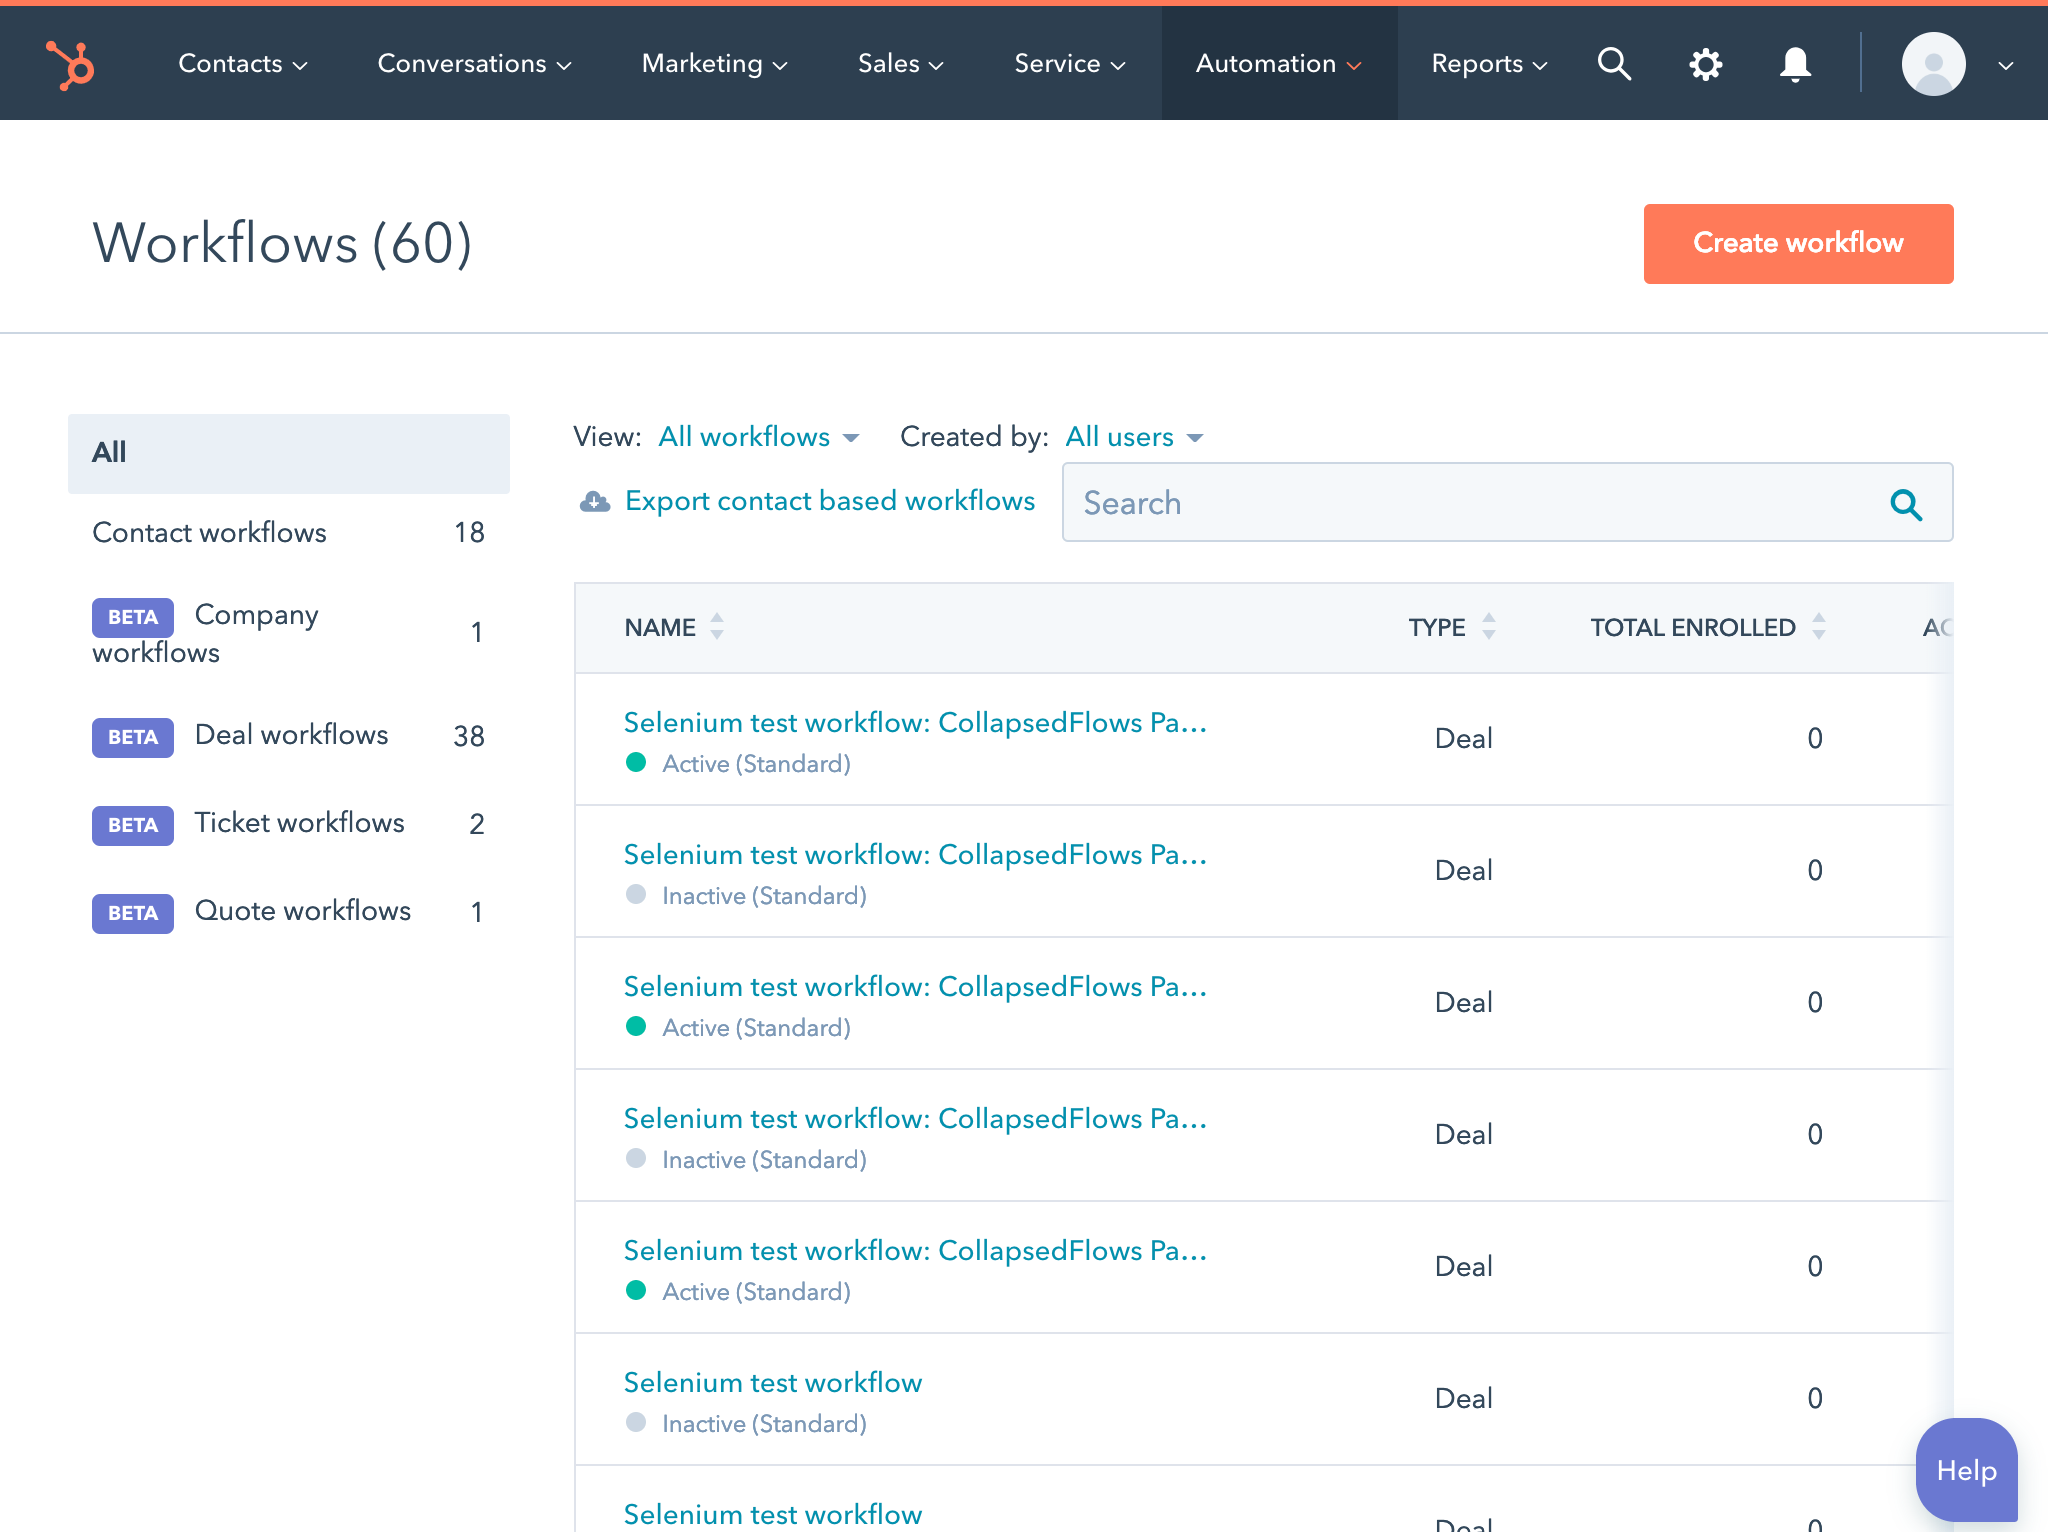 Contacts Conversations Marketing Sales Service Automation Reports
Workflows (60)
Create workflow
All
Contact workflows 18
BETA Company
workflows 1
BETA Deal workflows 38
BETA Ticket workflows 2
BETA Quote workflows 1
View: All workflows Created by: All users
Export contact based workflows Search
NAME TYPE TOTAL ENROLLED AC
Selenium test workflow: CollapsedFlows Pa… Deal 0
Active (Standard)
Selenium test workflow: CollapsedFlows Pa… Deal 0
Inactive (Standard)
Selenium test workflow: CollapsedFlows Pa… Deal 0
Active (Standard)
Selenium test workflow: CollapsedFlows Pa… Deal 0
Inactive (Standard)
Selenium test workflow: CollapsedFlows Pa… Deal 0
Active (Standard)
Selenium test workflow Deal 0
Inactive (Standard)
Selenium test workflow Deal 0
Help